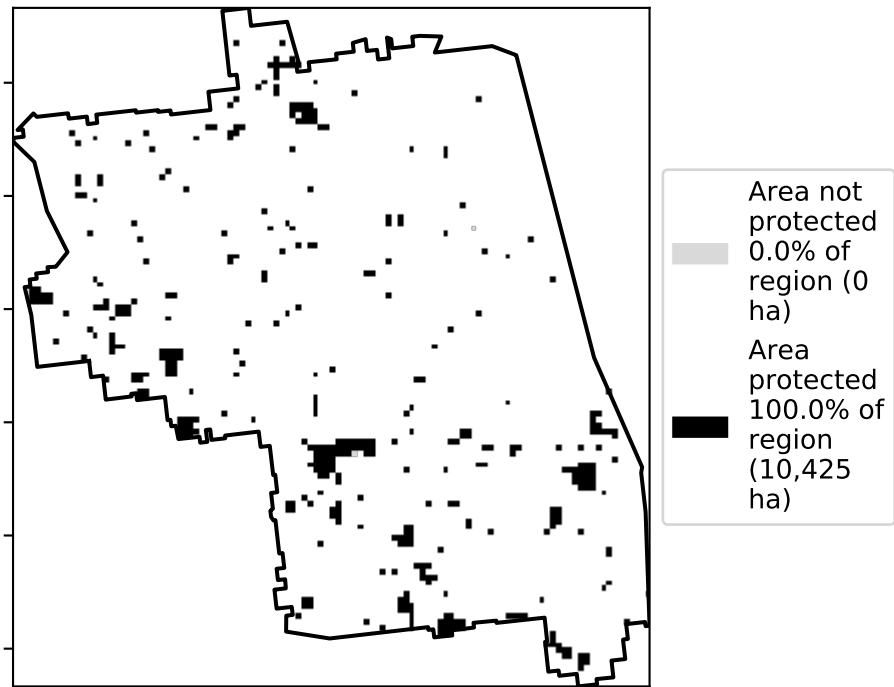 Area not
protected
0.0% of
region (0
ha)
Area
protected
100.0% of
region
(10,425
ha)